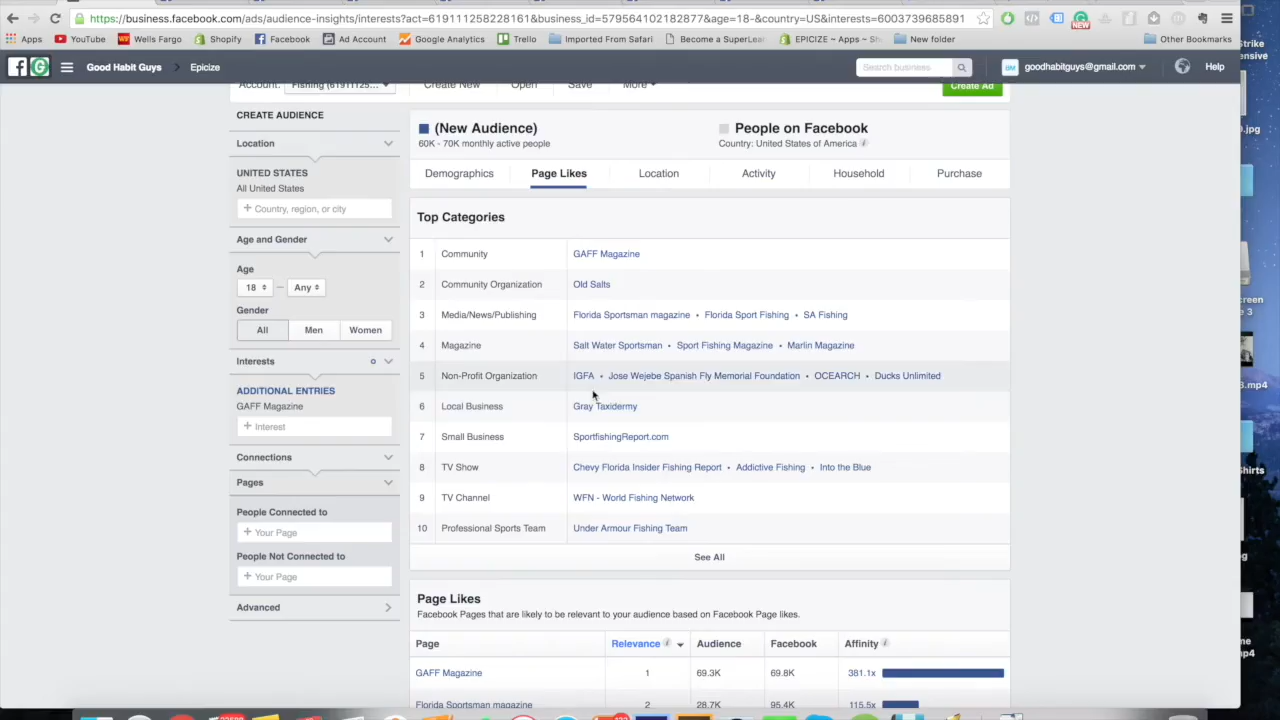 https://business.facebook.com/ads/audience-insights/interests?act=619111258228161&business_id=579564102182877&age=18-&country=US&interests=6003739685891
NEW
Apps YouTube Wells Fargo Shopify Facebook Ad Account Google Analytics Trello Imported From Safari Become a SuperLea EPICIZE ~ Apps ~ Sh New folder Other Bookmarks
Good Habit Guys > Epicize Search business goodhabitguys@gmail.com Help
Account: Fishing (61911125... Create New Open Save More Create Ad
CREATE AUDIENCE
Location
UNITED STATES
All United States
+ Country, region, or city
Age and Gender
Age
18 – Any
Gender
All Men Women
Interests
ADDITIONAL ENTRIES
GAFF Magazine
+ Interest
Connections
Pages
People Connected to
+ Your Page
People Not Connected to
+ Your Page
Advanced
(New Audience)
60K - 70K monthly active people
People on Facebook
Country: United States of America
Demographics Page Likes Location Activity Household Purchase
Top Categories
1 Community GAFF Magazine
2 Community Organization Old Salts
3 Media/News/Publishing Florida Sportsman magazine • Florida Sport Fishing • SA Fishing
4 Magazine Salt Water Sportsman • Sport Fishing Magazine • Marlin Magazine
5 Non-Profit Organization IGFA • Jose Wejebe Spanish Fly Memorial Foundation • OCEARCH • Ducks Unlimited
6 Local Business Gray Taxidermy
7 Small Business SportfishingReport.com
8 TV Show Chevy Florida Insider Fishing Report • Addictive Fishing • Into the Blue
9 TV Channel WFN - World Fishing Network
10 Professional Sports Team Under Armour Fishing Team
See All
Page Likes
Facebook Pages that are likely to be relevant to your audience based on Facebook Page likes.
Page Relevance Audience Facebook Affinity
GAFF Magazine 1 69.3K 69.8K 381.1x
Florida Sportsman magazine 2 28.7K 95.4K 115.5x